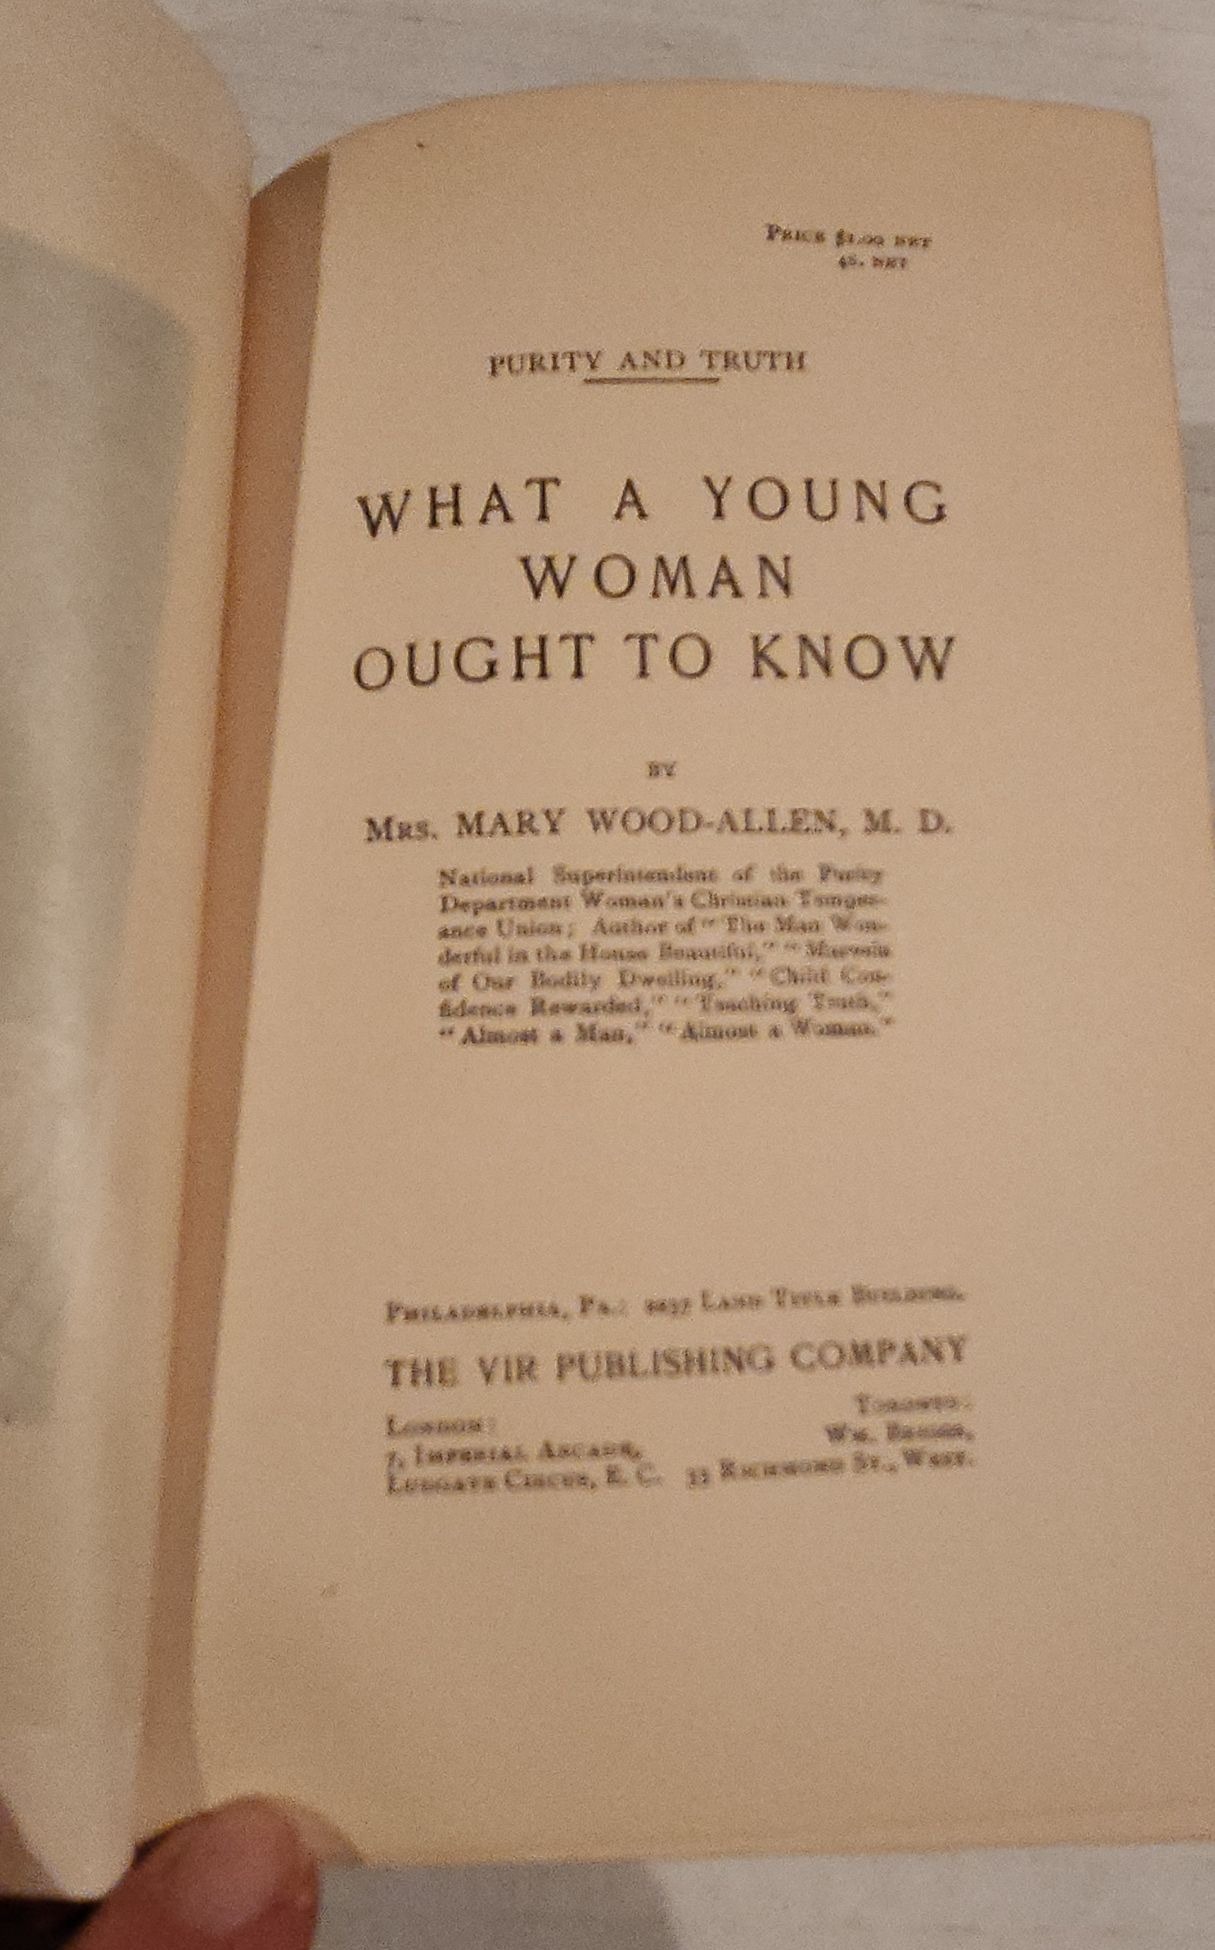 PRICE $1.00 NET
4S. NET
PURITY AND TRUTH
WHAT A YOUNG
WOMAN
OUGHT TO KNOW
BY
MRS. MARY WOOD-ALLEN, M. D.
National Superintendent of the Purity
Department Woman's Christian Temper-
ance Union; Author of "The Man Won-
derful in the House Beautiful," "Marvels
of Our Bodily Dwelling," "Child Con-
fidence Rewarded," "Teaching Truth,"
"Almost a Man," "Almost a Woman."
PHILADELPHIA, PA.: LAND TITLE BUILDING.
THE VIR PUBLISHING COMPANY
LONDON:
7, IMPERIAL ARCADE,
LUDGATE CIRCUS, E. C.
TORONTO:
WM. BRIGGS,
33 RICHMOND ST., WEST.